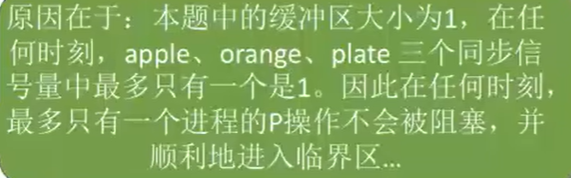 原因在于：本题中的缓冲区大小为1，在任
何时刻，apple、orange、plate 三个同步信
号量中最多只有一个是1。因此在任何时刻，
最多只有一个进程的P操作不会被阻塞，并
顺利地进入临界区...